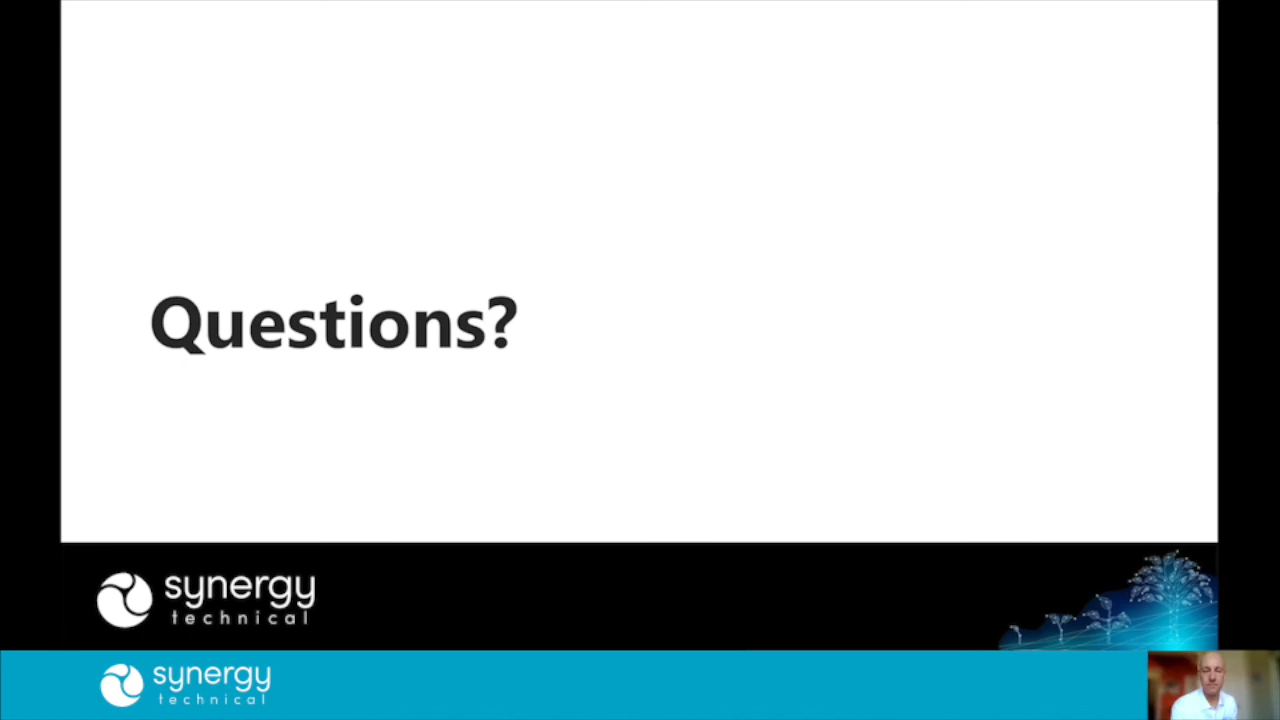 Questions?
synergy
technical
synergy
technical